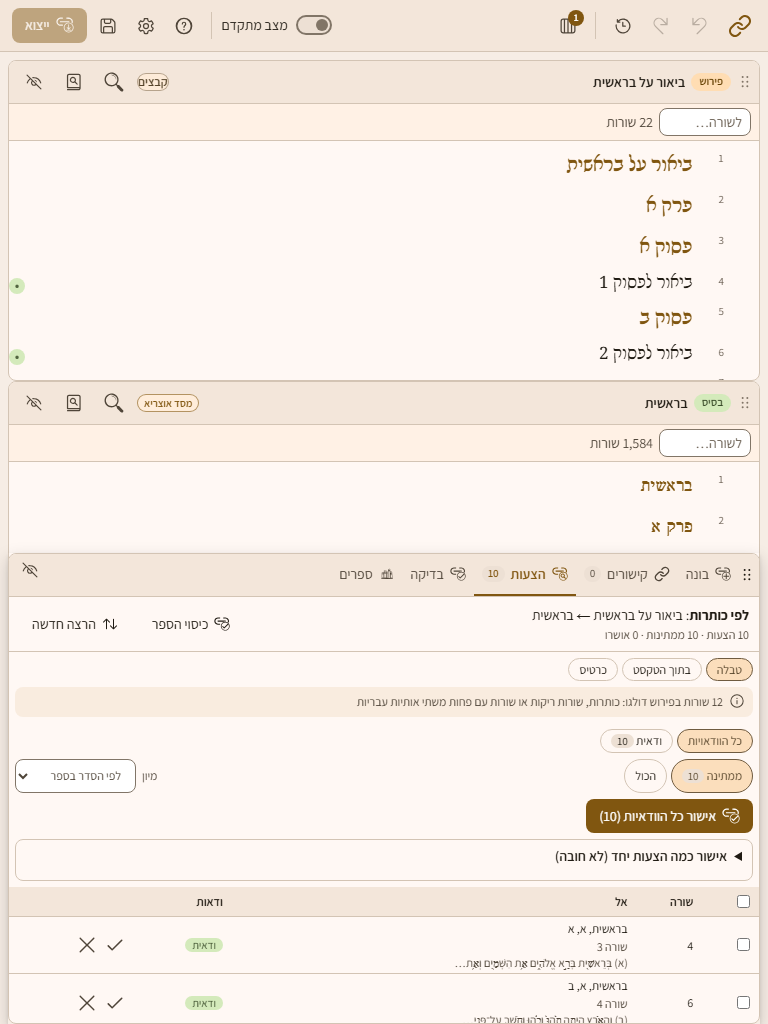 מצב מתקדם
ייצוא
1
פירוש ביאור על בראשית
קבצים
לשורה... 22 שורות
1 ביאור על בראשית
2 פרק א
3 פסוק א
4 ביאור לפסוק 1
5 פסוק ב
6 ביאור לפסוק 2
בסיס בראשית
מסד אוצריא
לשורה... 1,584 שורות
1 בראשית
2 פרק א
בונה
קישורים 0
הצעות 10
בדיקה
ספרים
לפי כותרות: ביאור על בראשית ← בראשית
10 הצעות · 10 ממתינות · 0 אושרו
כיסוי הספר
הרצה חדשה
טבלה בתוך הטקסט כרטיס
12 שורות בפירוש דולגו: כותרות, שורות ריקות או שורות עם פחות משתי אותיות עבריות
כל הוודאויות ודאית 10
ממתינה 10 הכול
מיון לפי הסדר בספר
אישור כל הוודאיות (10)
אישור כמה הצעות יחד (לא חובה)
שורה אל ודאות
4 בראשית, א, א ודאית
שורה 3
(א) בְּרֵאשִׁ֖ית בָּרָ֣א אֱלֹהִ֑ים אֵ֥ת הַשָּׁמַ֖יִם וְאֵ֥ת...
6 בראשית, א, ב ודאית
שורה 4